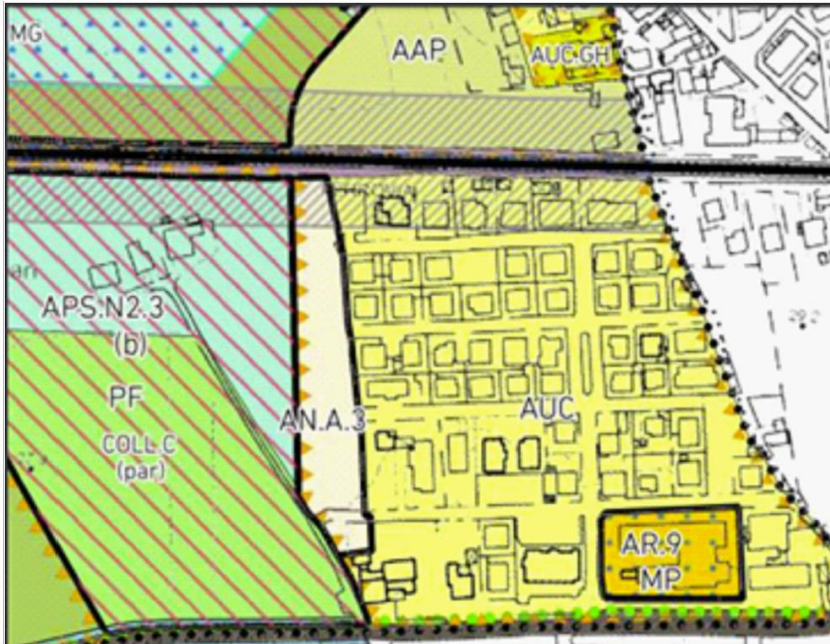 MG
AAP
AUC.GH
APS.N2.3
(b)
PF
COLL.C
(par)
AN.A.3
AUC
AR.9
MP